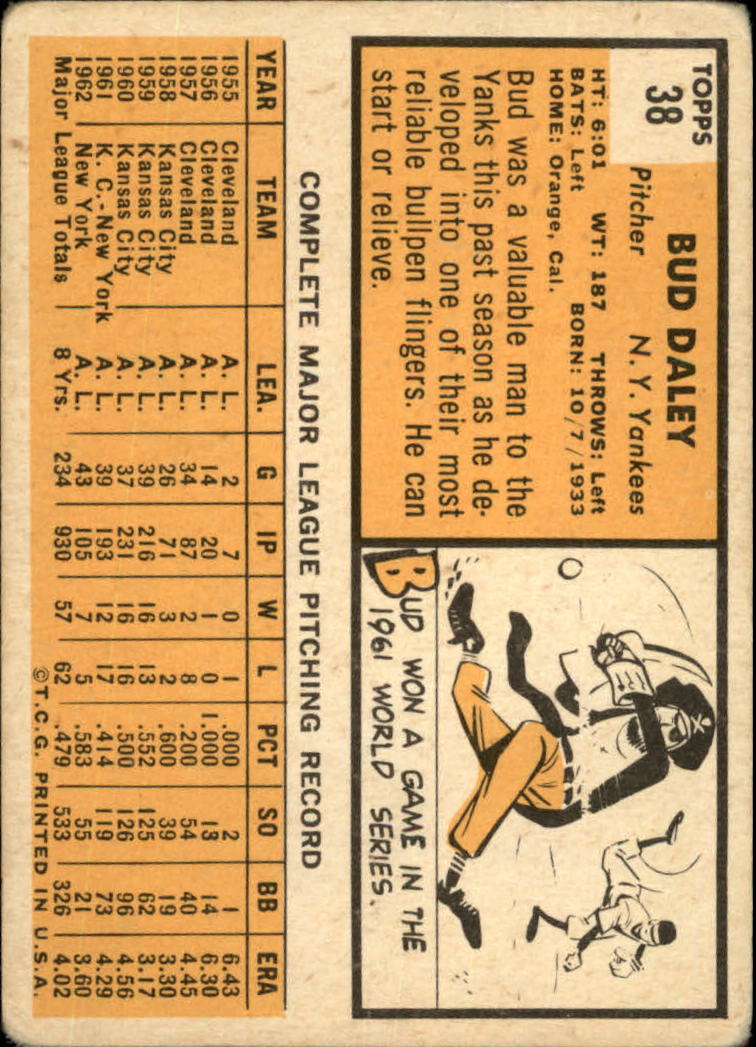 TOPPS
38
BUD DALEY
Pitcher N. Y. Yankees
HT: 6:01 WT: 187 THROWS: Left
BATS: Left BORN: 10/7/1933
HOME: Orange, Cal.
Bud was a valuable man to the
Yanks this past season as he de-
veloped into one of their most
reliable bullpen flingers. He can
start or relieve.
BUD WON A GAME IN THE
1961 WORLD SERIES.
COMPLETE MAJOR LEAGUE PITCHING RECORD
YEAR TEAM LEA. G IP W L PCT SO BB ERA
1955 Cleveland A. L. 2 7 0 1 .000 2 1 6.43
1956 Cleveland A. L. 14 20 1 0 1.000 13 14 6.30
1957 Cleveland A. L. 34 87 2 8 .200 54 40 4.45
1958 Kansas City A. L. 26 71 3 2 .600 39 19 3.30
1959 Kansas City A. L. 39 216 16 13 .552 125 62 3.17
1960 Kansas City A. L. 37 231 16 16 .500 126 96 4.56
1961 K. C.-New York A. L. 39 193 12 17 .414 119 73 4.29
1962 New York A. L. 43 105 7 5 .583 55 21 3.60
Major League Totals 8 Yrs. 234 930 57 62 .479 533 326 4.02
©T.C.G. PRINTED IN U.S.A.